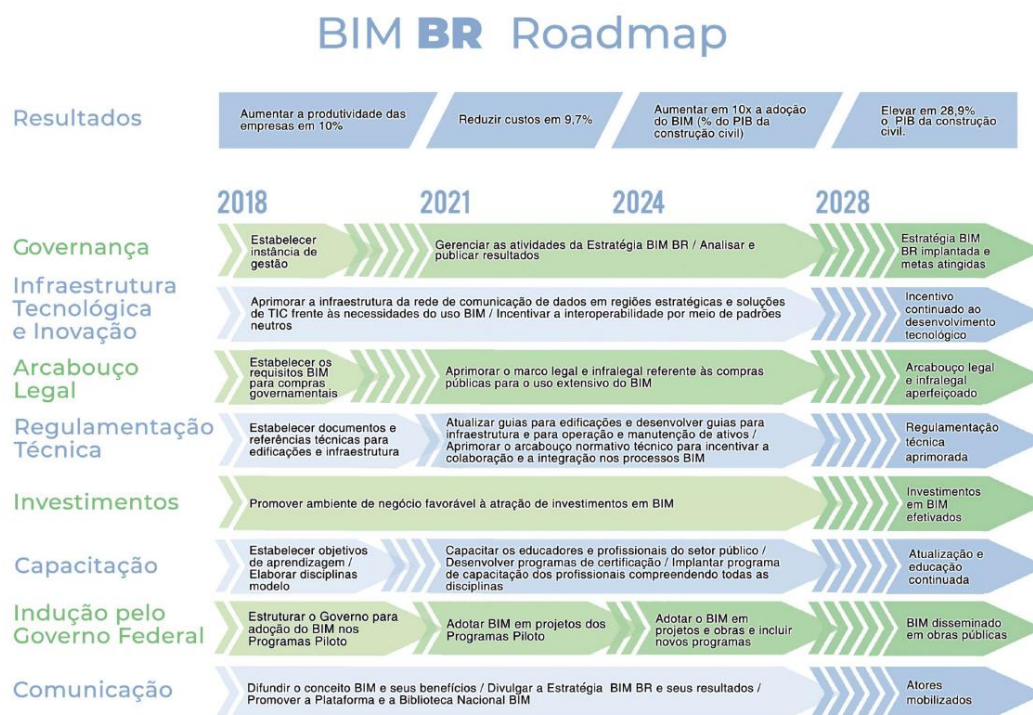 BIM BR Roadmap
Resultados
Aumentar a produtividade das
empresas em 10%
Reduzir custos em 9,7%
Aumentar em 10x a adoção
do BIM (% do PIB da
construção civil)
Elevar em 28,9%
o PIB da construção
civil.
2018
2021
2024
2028
Governança
Estabelecer
instância de
gestão
Gerenciar as atividades da Estratégia BIM BR / Analisar e
publicar resultados
Estratégia BIM
BR implantada e
metas atingidas
Infraestrutura
Tecnológica
e Inovação
Aprimorar a infraestrutura da rede de comunicação de dados em regiões estratégicas e soluções
de TIC frente às necessidades do uso BIM / Incentivar a interoperabilidade por meio de padrões
neutros
Incentivo
continuado ao
desenvolvimento
tecnológico
Arcabouço
Legal
Estabelecer os
requisitos BIM
para compras
governamentais
Aprimorar o marco legal e infralegal referente às compras
públicas para o uso extensivo do BIM
Arcabouço legal
e infralegal
aperfeiçoado
Regulamentação
Técnica
Estabelecer documentos e
referências técnicas para
edificações e infraestrutura
Atualizar guias para edificações e desenvolver guias para
infraestrutura e para operação e manutenção de ativos /
Aprimorar o arcabouço normativo técnico para incentivar a
colaboração e a integração nos processos BIM
Regulamentação
técnica
aprimorada
Investimentos
Promover ambiente de negócio favorável à atração de investimentos em BIM
Investimentos
em BIM
efetivados
Capacitação
Estabelecer objetivos
de aprendizagem /
Elaborar disciplinas
modelo
Capacitar os educadores e profissionais do setor público /
Desenvolver programas de certificação / Implantar programa
de capacitação dos profissionais compreendendo todas as
disciplinas
Atualização e
educação
continuada
Indução pelo
Governo Federal
Estruturar o Governo para
adoção do BIM nos
Programas Piloto
Adotar BIM em projetos dos
Programas Piloto
Adotar o BIM em
projetos e obras e incluir
novos programas
BIM disseminado
em obras públicas
Comunicação
Difundir o conceito BIM e seus benefícios / Divulgar a Estratégia BIM BR e seus resultados /
Promover a Plataforma e a Biblioteca Nacional BIM
Atores
mobilizados